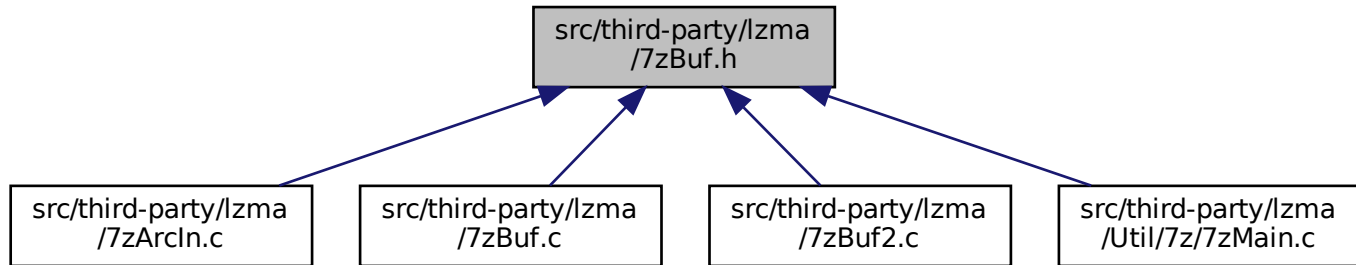 src/third-party/lzma
/7zBuf.h
src/third-party/lzma
/7zArcIn.c
src/third-party/lzma
/7zBuf.c
src/third-party/lzma
/7zBuf2.c
src/third-party/lzma
/Util/7z/7zMain.c